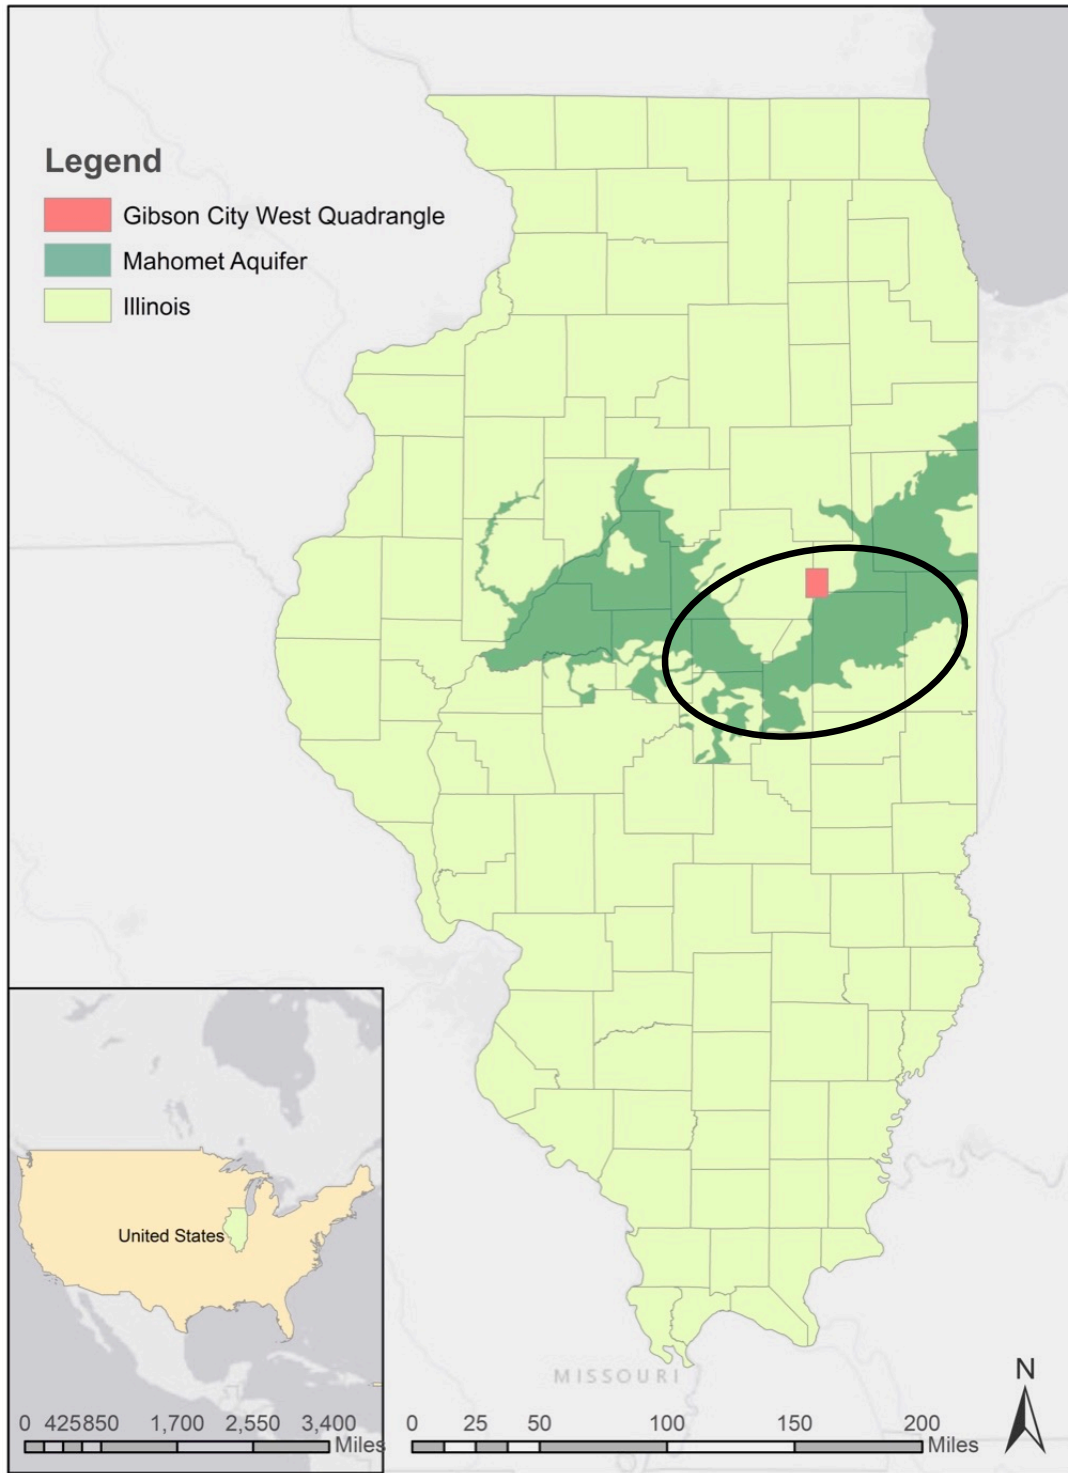 Legend
Gibson City West Quadrangle
Mahomet Aquifer
Illinois
United States
MISSOURI
N
0 425850 1,700 2,550 3,400
Miles
0 25 50 100 150 200
Miles